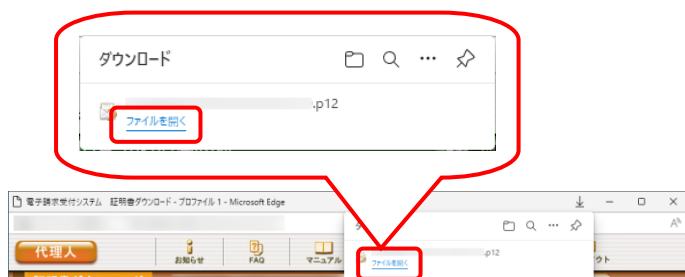 ダウンロード
.p12
ファイルを開く
電子請求受付システム 証明書ダウンロード - プロファイル 1 - Microsoft Edge
.p12
ファイルを開く
代理人
お知らせ
FAQ
マニュアル